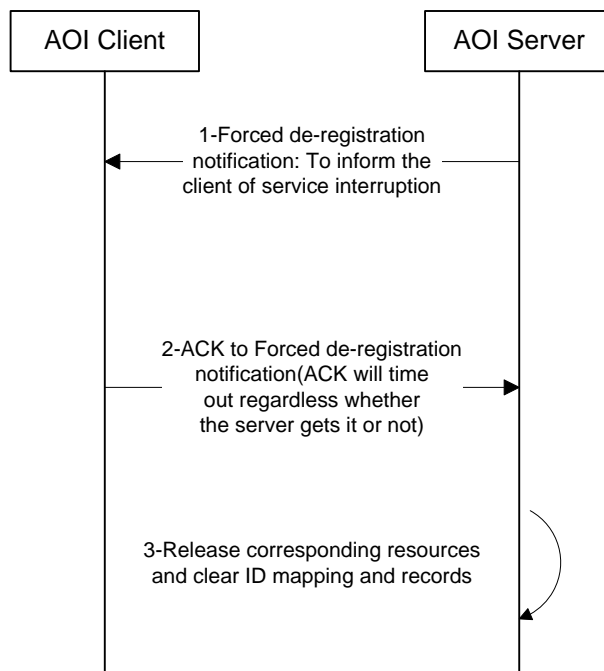 AOI Client
AOI Server
1-Forced de-registration
notification: To inform the
client of service interruption
2-ACK to Forced de-registration
notification(ACK will time
out regardless whether
the server gets it or not)
3-Release corresponding resources
and clear ID mapping and records